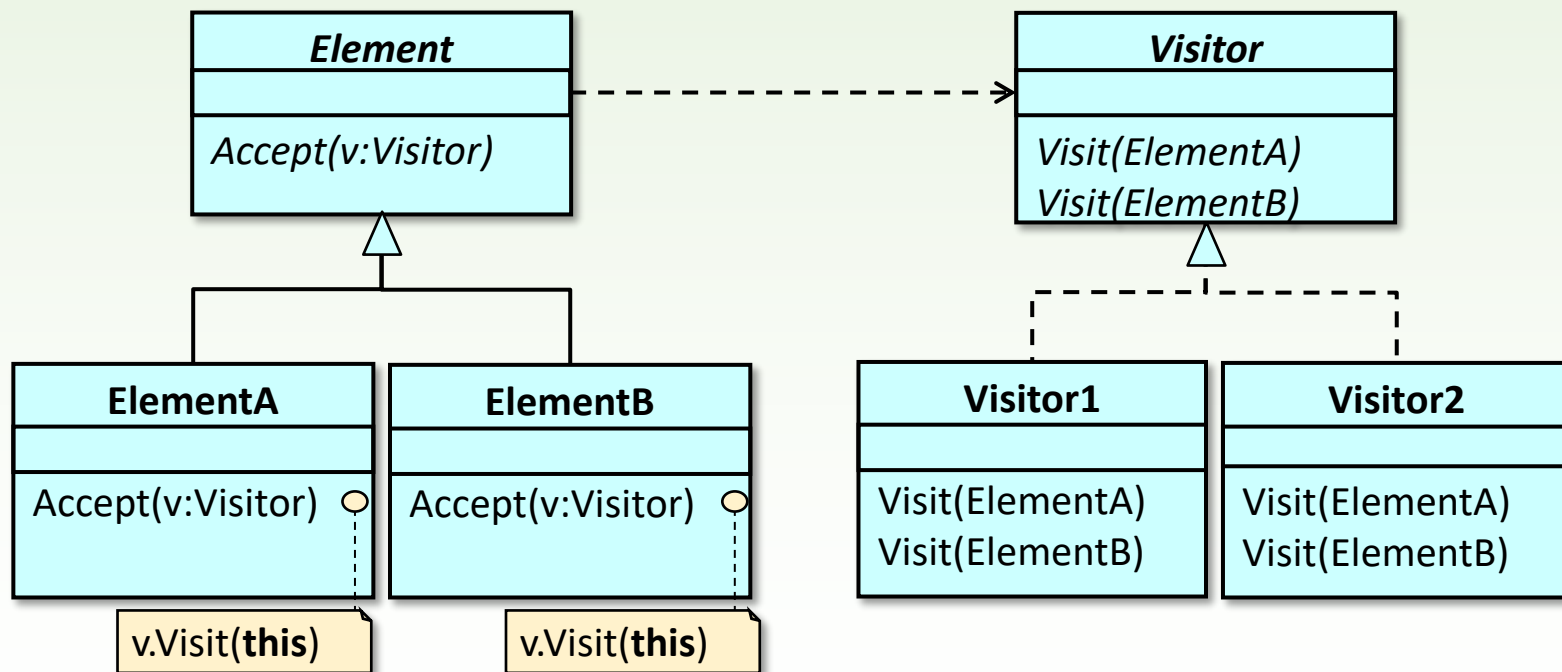 Element
Accept(v:Visitor)
Visitor
Visit(ElementA)
Visit(ElementB)
ElementA
Accept(v:Visitor)
v.Visit(this)
ElementB
Accept(v:Visitor)
v.Visit(this)
Visitor1
Visit(ElementA)
Visit(ElementB)
Visitor2
Visit(ElementA)
Visit(ElementB)